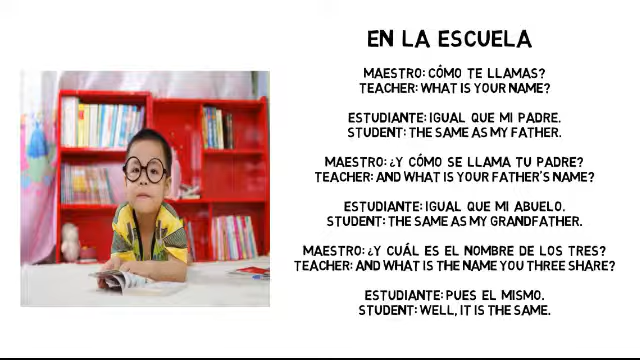 EN LA ESCUELA
MAESTRO: CÓMO TE LLAMAS?
TEACHER: WHAT IS YOUR NAME?
ESTUDIANTE: IGUAL QUE MI PADRE.
STUDENT: THE SAME AS MY FATHER.
MAESTRO: ¿Y CÓMO SE LLAMA TU PADRE?
TEACHER: AND WHAT IS YOUR FATHER'S NAME?
ESTUDIANTE: IGUAL QUE MI ABUELO.
STUDENT: THE SAME AS MY GRANDFATHER.
MAESTRO: ¿Y CUÁL ES EL NOMBRE DE LOS TRES?
TEACHER: AND WHAT IS THE NAME YOU THREE SHARE?
ESTUDIANTE: PUES EL MISMO.
STUDENT: WELL, IT IS THE SAME.